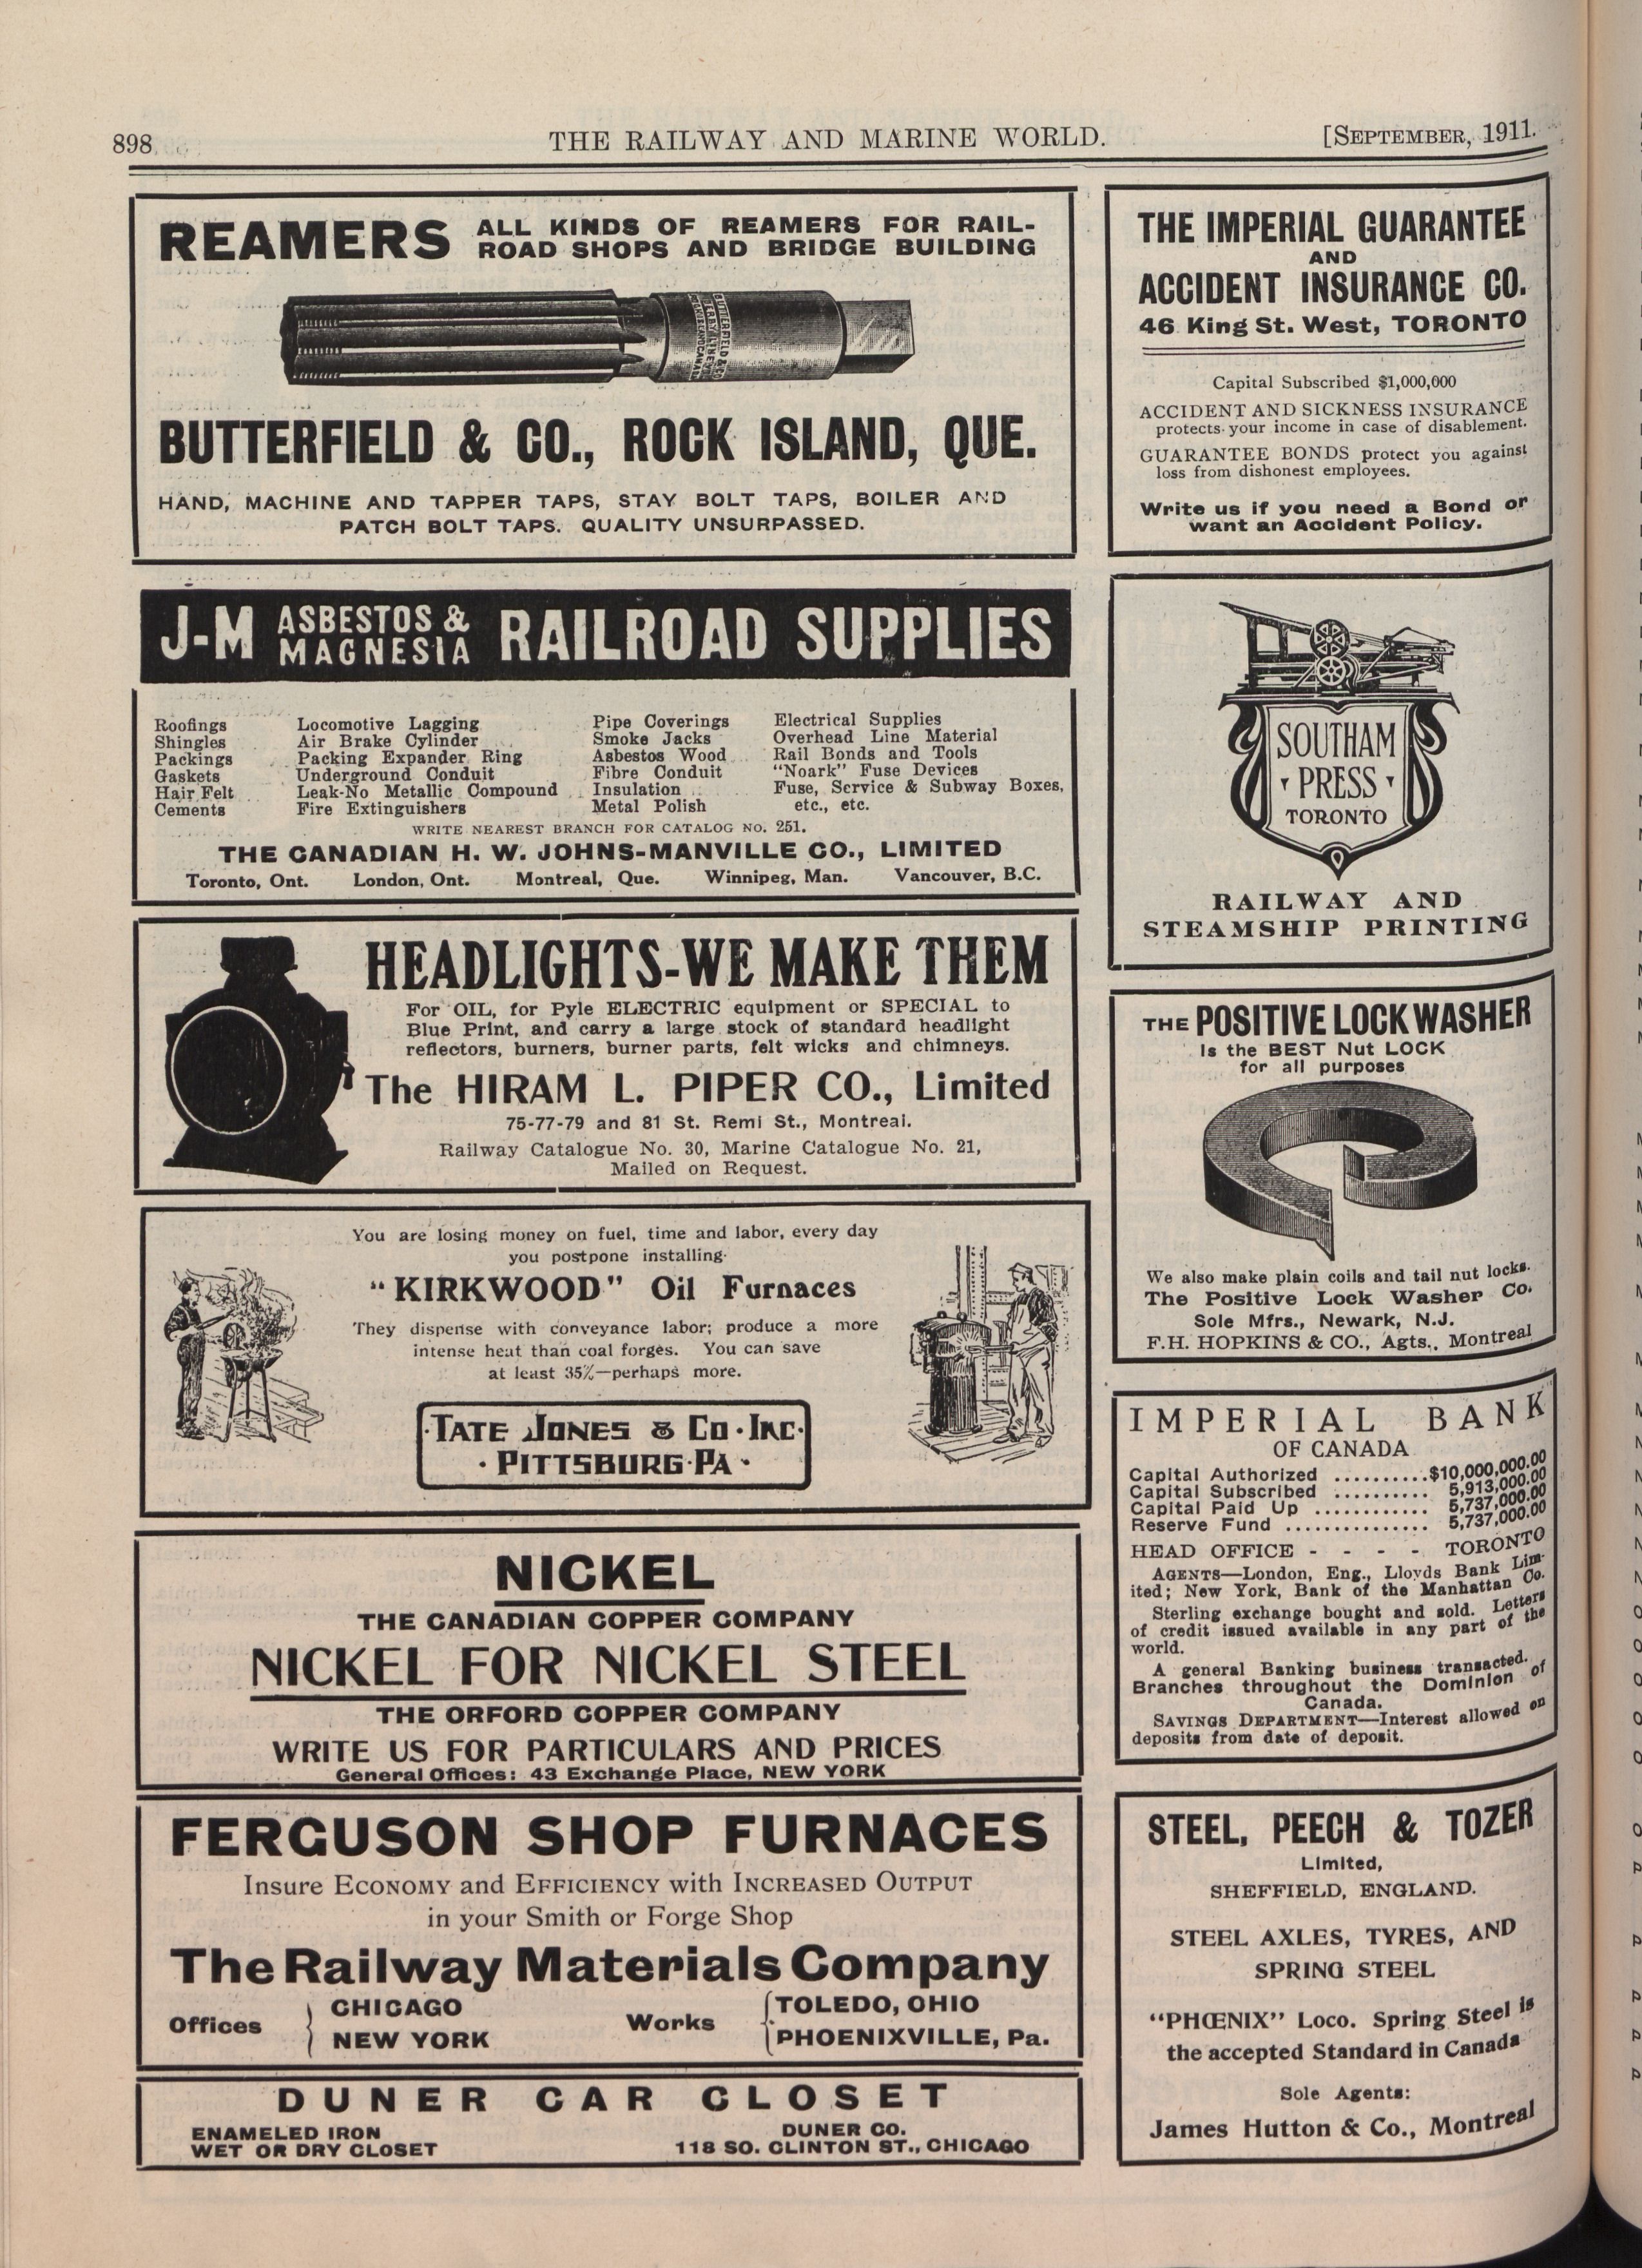 898
THE RAILWAY AND MARINE WORLD.
[SEPTEMBER, 1911.
REAMERS
ALL KINDS OF REAMERS FOR RAIL-
ROAD SHOPS AND BRIDGE BUILDING
BUTTERFIELD & CO., ROCK ISLAND, QUE.
HAND, MACHINE AND TAPPER TAPS, STAY BOLT TAPS, BOILER AND
PATCH BOLT TAPS. QUALITY UNSURPASSED.
J-M ASBESTOS & MAGNESIA RAILROAD SUPPLIES
Roofings
Shingles
Packings
Gaskets
Hair Felt
Cements
Locomotive Lagging
Air Brake Cylinder
Packing Expander Ring
Underground Conduit
Leak-No Metallic Compound
Fire Extinguishers
Pipe Coverings
Smoke Jacks
Asbestos Wood
Fibre Conduit
Insulation
Metal Polish
Electrical Supplies
Overhead Line Material
Rail Bonds and Tools
"Noark" Fuse Devices
Fuse, Service & Subway Boxes,
etc., etc.
WRITE NEAREST BRANCH FOR CATALOG NO. 251.
THE CANADIAN H. W. JOHNS-MANVILLE CO., LIMITED
Toronto, Ont. London, Ont. Montreal, Que. Winnipeg, Man. Vancouver, B.C.
HEADLIGHTS-WE MAKE THEM
For OIL, for Pyle ELECTRIC equipment or SPECIAL to
Blue Print, and carry a large stock of standard headlight
reflectors, burners, burner parts, felt wicks and chimneys.
The HIRAM L. PIPER CO., Limited
75-77-79 and 81 St. Remi St., Montreal.
Railway Catalogue No. 30, Marine Catalogue No. 21,
Mailed on Request.
You are losing money on fuel, time and labor, every day
you postpone installing
"KIRKWOOD" Oil Furnaces
They dispense with conveyance labor; produce a more
intense heat than coal forges. You can save
at least 35%—perhaps more.
TATE JONES & CO. INC.
PITTSBURG PA.
NICKEL
THE CANADIAN COPPER COMPANY
NICKEL FOR NICKEL STEEL
THE ORFORD COPPER COMPANY
WRITE US FOR PARTICULARS AND PRICES
General Offices: 43 Exchange Place, NEW YORK
FERGUSON SHOP FURNACES
Insure ECONOMY and EFFICIENCY with INCREASED OUTPUT
in your Smith or Forge Shop
The Railway Materials Company
Offices
CHICAGO
NEW YORK
Works
TOLEDO, OHIO
PHOENIXVILLE, Pa.
DUNER CAR CLOSET
ENAMELED IRON
WET OR DRY CLOSET
DUNER CO.
118 SO. CLINTON ST., CHICAGO
THE IMPERIAL GUARANTEE
AND
ACCIDENT INSURANCE CO.
46 King St. West, TORONTO
Capital Subscribed $1,000,000
ACCIDENT AND SICKNESS INSURANCE
protects your income in case of disablement.
GUARANTEE BONDS protect you against
loss from dishonest employees.
Write us if you need a Bond or
want an Accident Policy.
SOUTHAM
PRESS
TORONTO
RAILWAY AND
STEAMSHIP PRINTING
THE POSITIVE LOCK WASHER
Is the BEST Nut LOCK
for all purposes
We also make plain coils and tail nut locks.
The Positive Lock Washer Co.
Sole Mfrs., Newark, N.J.
F.H. HOPKINS & CO., Agts., Montreal
IMPERIAL BANK
OF CANADA
Capital Authorized ..........$10,000,000.00
Capital Subscribed .......... 5,913,000.00
Capital Paid Up ............ 5,737,000.00
Reserve Fund ............... 5,737,000.00
HEAD OFFICE - - - - TORONTO
AGENTS—London, Eng., Lloyds Bank Lim-
ited; New York, Bank of the Manhattan Co.
Sterling exchange bought and sold. Letters
of credit issued available in any part of the
world.
A general Banking business transacted.
Branches throughout the Dominion of
Canada.
SAVINGS DEPARTMENT—Interest allowed on
deposits from date of deposit.
STEEL, PEECH & TOZER
Limited,
SHEFFIELD, ENGLAND.
STEEL AXLES, TYRES, AND
SPRING STEEL
"PHŒNIX" Loco. Spring Steel is
the accepted Standard in Canada
Sole Agents:
James Hutton & Co., Montreal